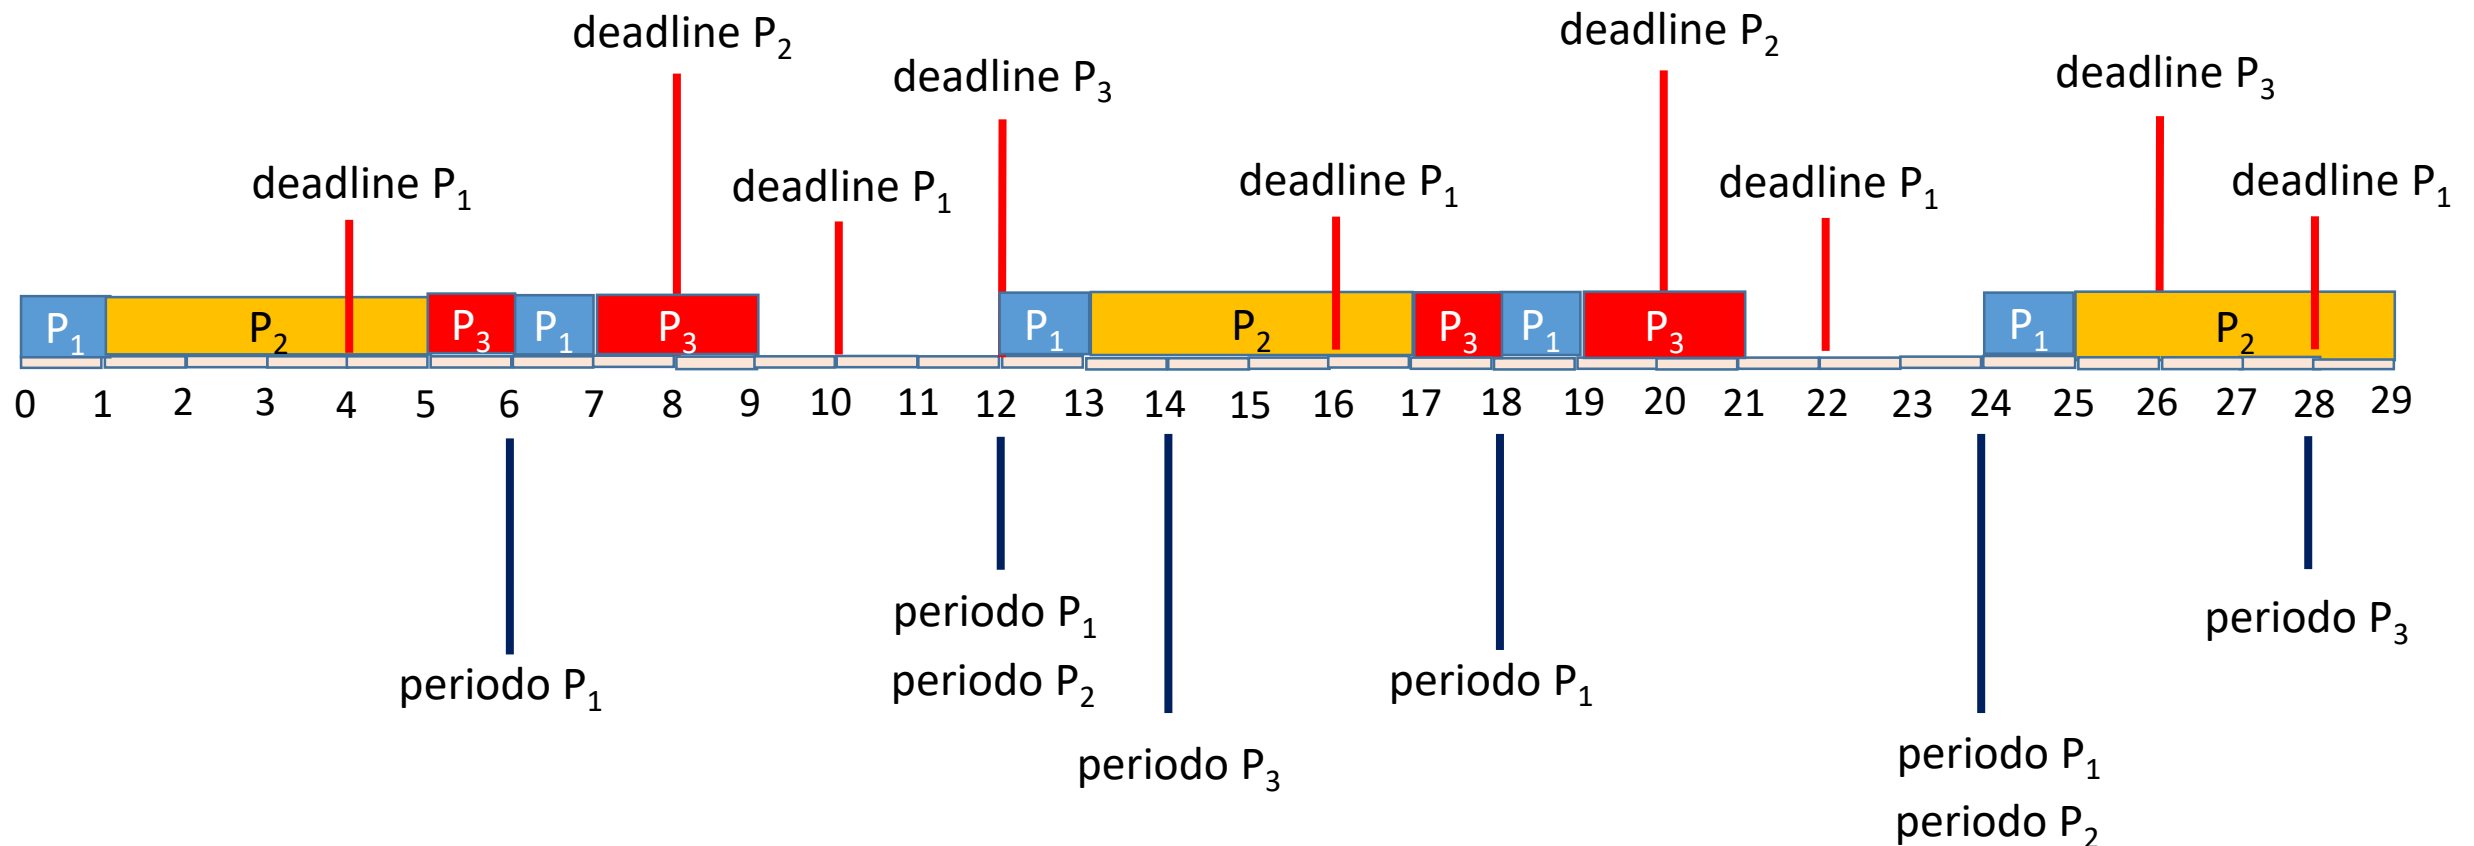 deadline P₂
deadline P₂
deadline P₃
deadline P₃
deadline P₁
deadline P₁
deadline P₁
deadline P₁
deadline P₁
P₁ P₂ P₃ P₁ P₃ P₁ P₂ P₃ P₁ P₃ P₁ P₂
0 1 2 3 4 5 6 7 8 9 10 11 12 13 14 15 16 17 18 19 20 21 22 23 24 25 26 27 28 29
periodo P₁
periodo P₃
periodo P₁
periodo P₂
periodo P₁
periodo P₃
periodo P₁
periodo P₂